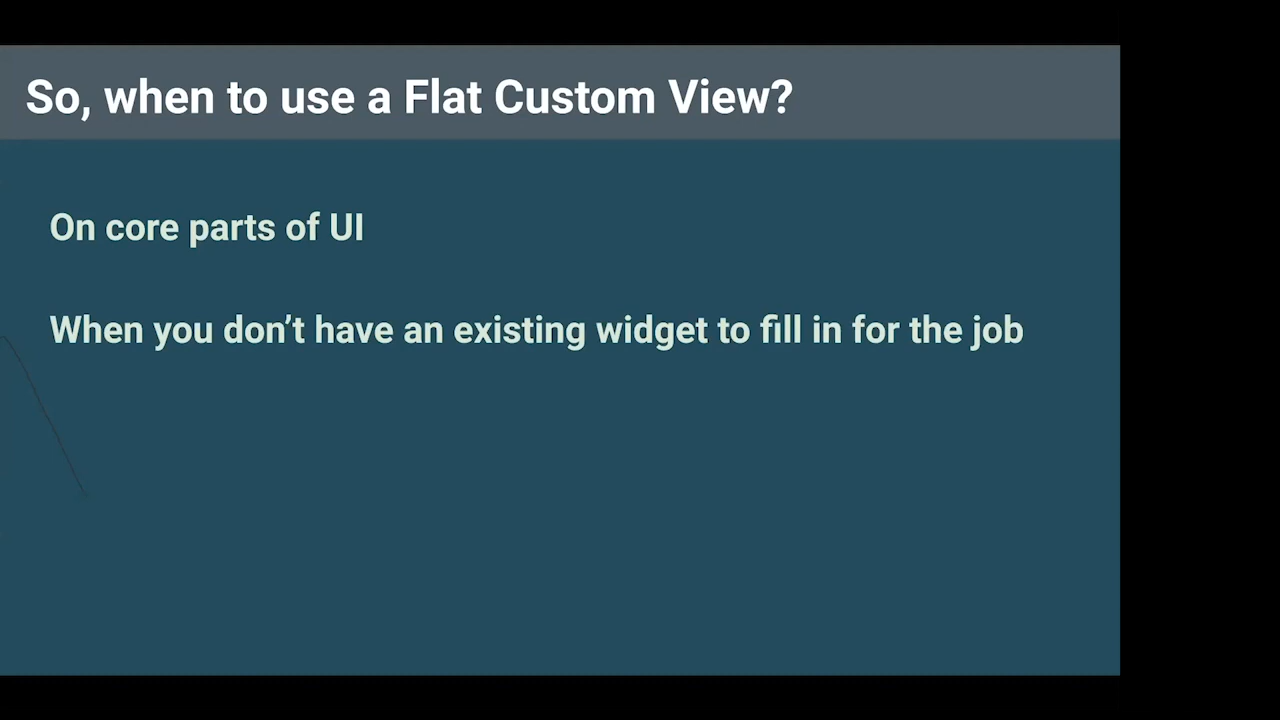 So, when to use a Flat Custom View?
On core parts of UI
When you don’t have an existing widget to fill in for the job